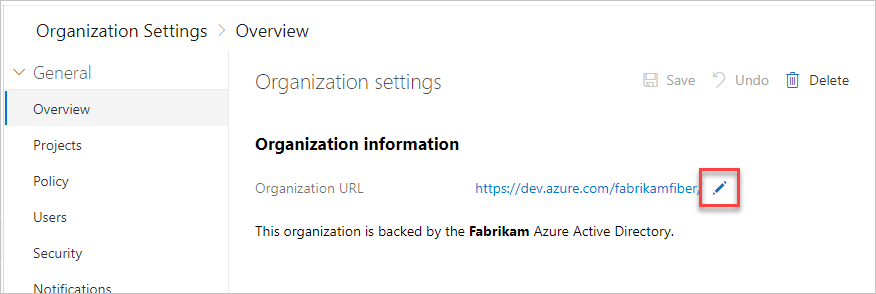 Organization Settings > Overview
General
Overview
Projects
Policy
Users
Security
Notifications
Organization settings
Save Undo Delete
Organization information
Organization URL https://dev.azure.com/fabrikamfiber/
This organization is backed by the Fabrikam Azure Active Directory.